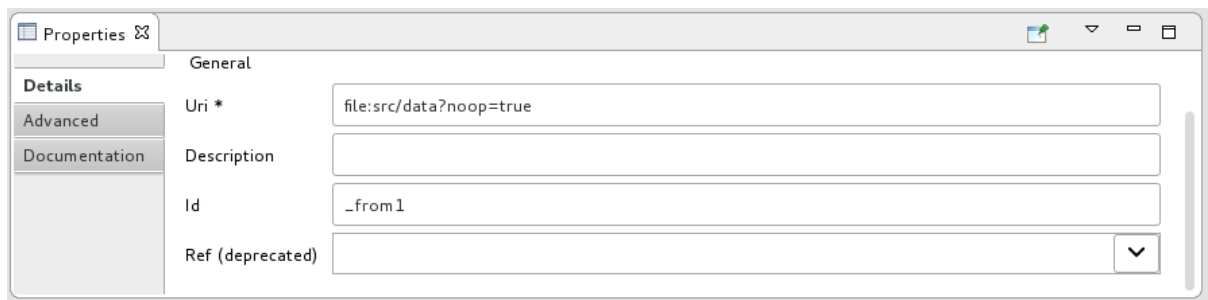 Properties
General
Details
Uri *
file:src/data?noop=true
Advanced
Documentation
Description
Id
_from1
Ref (deprecated)